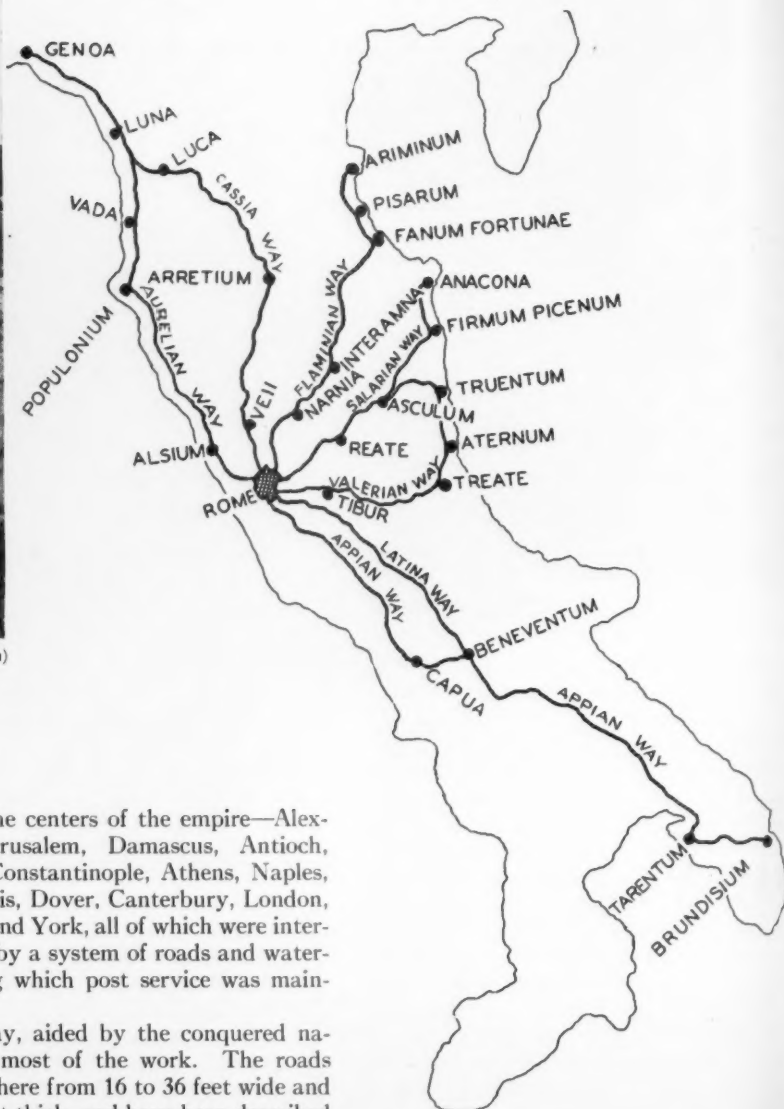 GENOA
LUNA
LUCA
CASSIA WAY
VADA
ARRETIUM
POPULONIUM
AURELIAN WAY
VEII
ALSIUM
ROME
ARIMINUM
PISARUM
FANUM FORTUNAE
FLAMINIAN WAY
ANACONA
INTERAMNA
FIRMUM PICENUM
NARNIA
SALARIAN WAY
TRUENTUM
ASCULUM
REATE
ATERNUM
VALERIAN WAY
TREATE
TIBUR
LATINA WAY
APPIAN WAY
BENEVENTUM
CAPUA
APPIAN WAY
TARENTUM
BRUNDISIUM
ne centers of the empire—Alex-
rusalem, Damascus, Antioch,
Constantinople, Athens, Naples,
is, Dover, Canterbury, London,
nd York, all of which were inter-
by a system of roads and water-
g which post service was main-
y, aided by the conquered na-
most of the work. The roads
here from 16 to 36 feet wide and